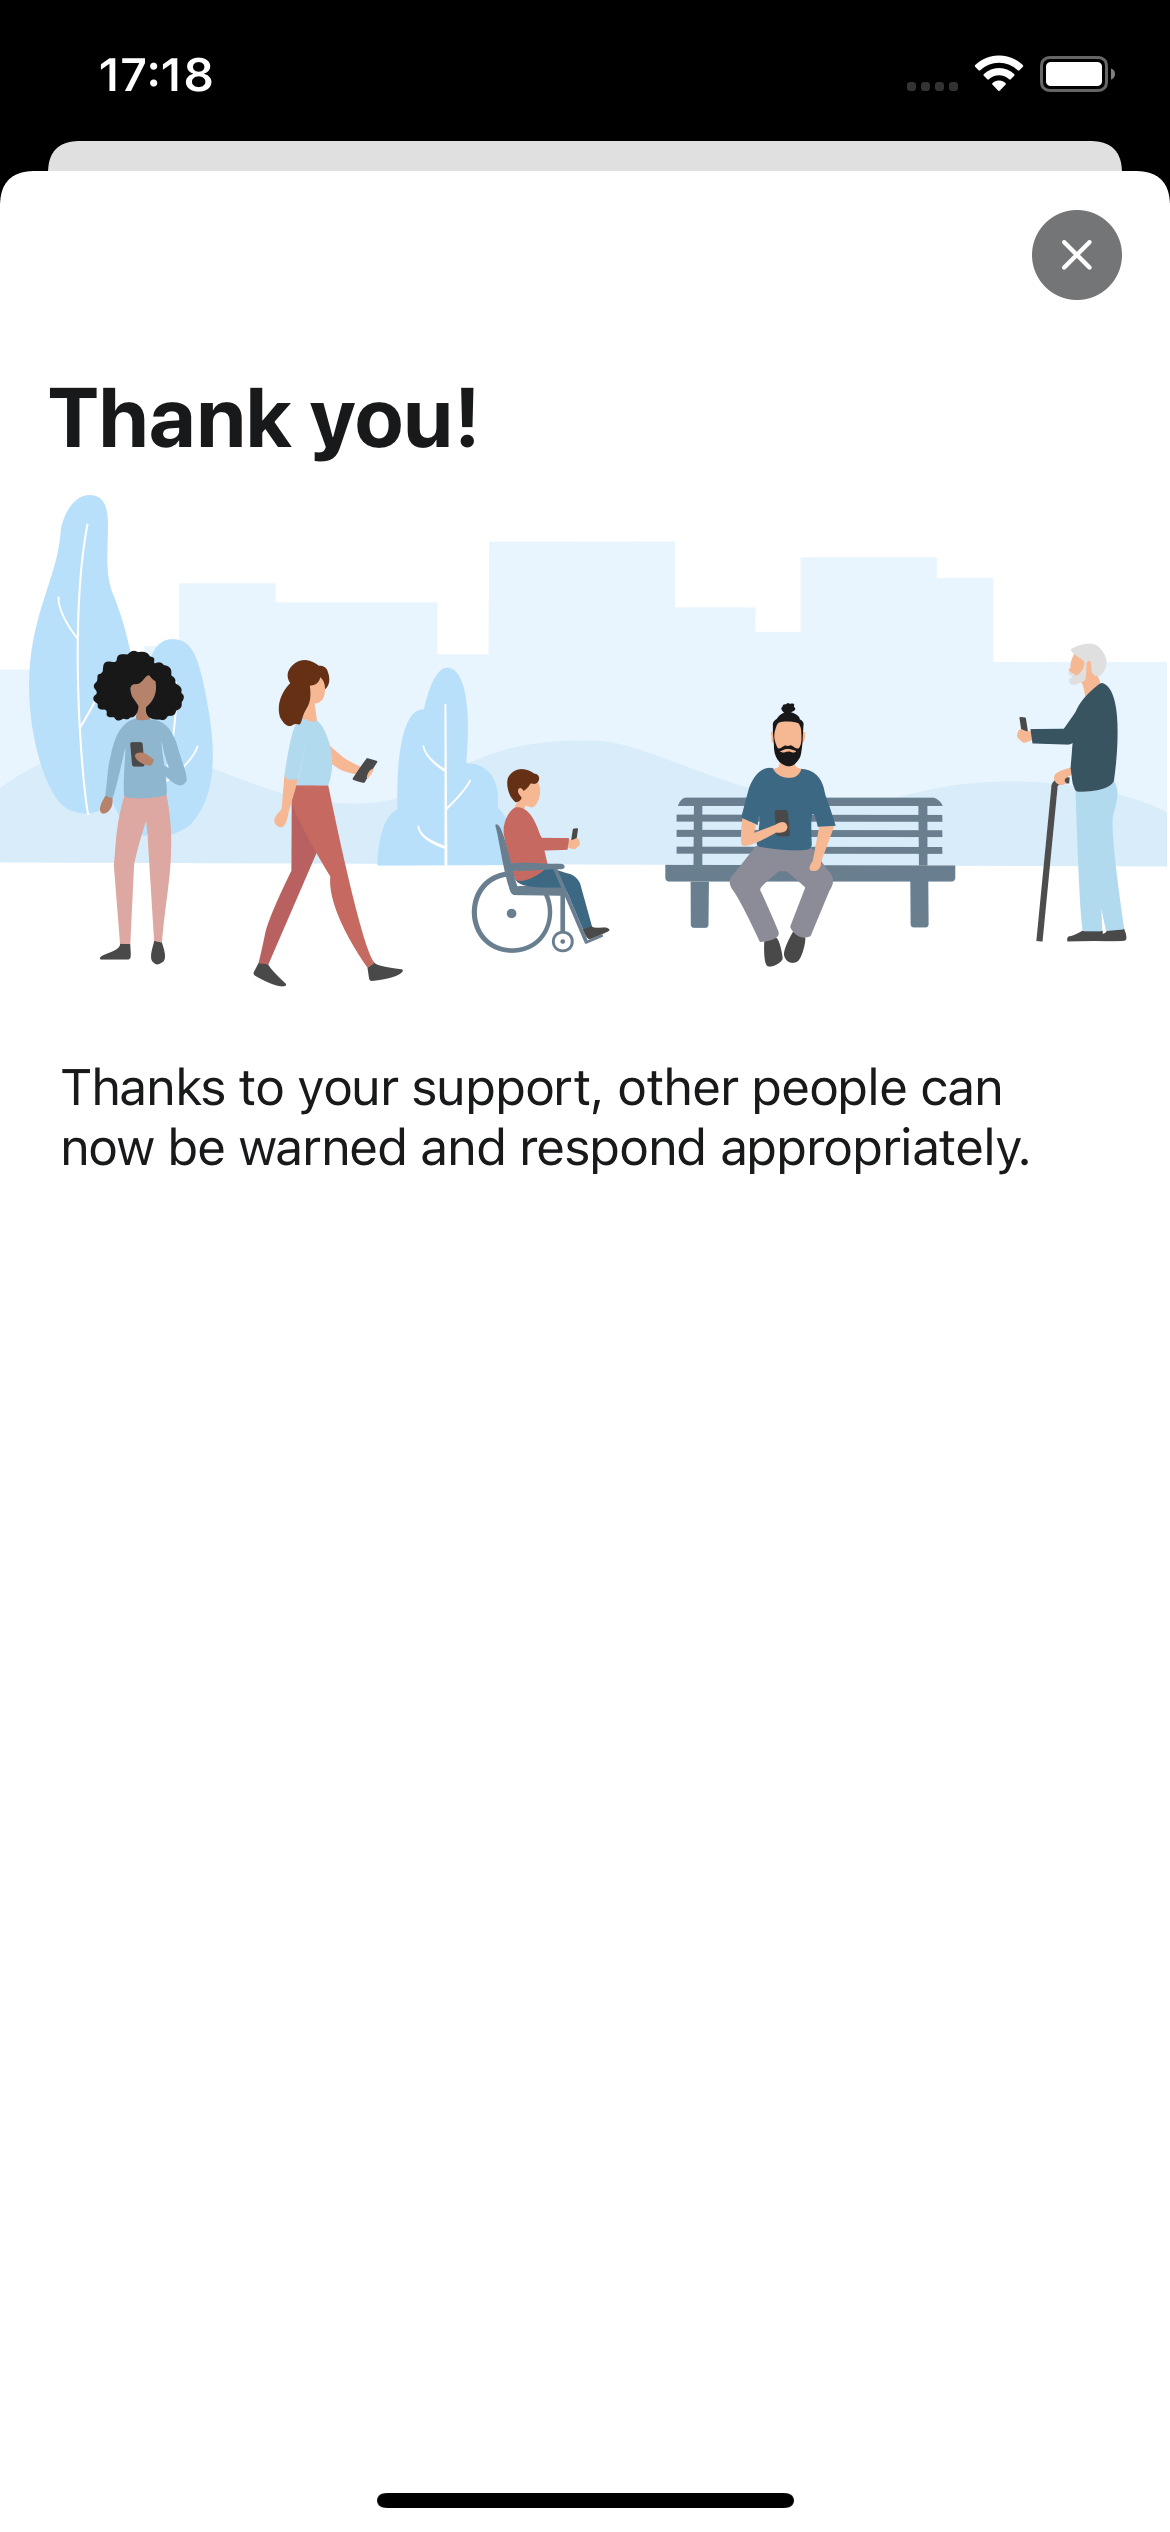 17:18
Thank you!
Thanks to your support, other people can
now be warned and respond appropriately.